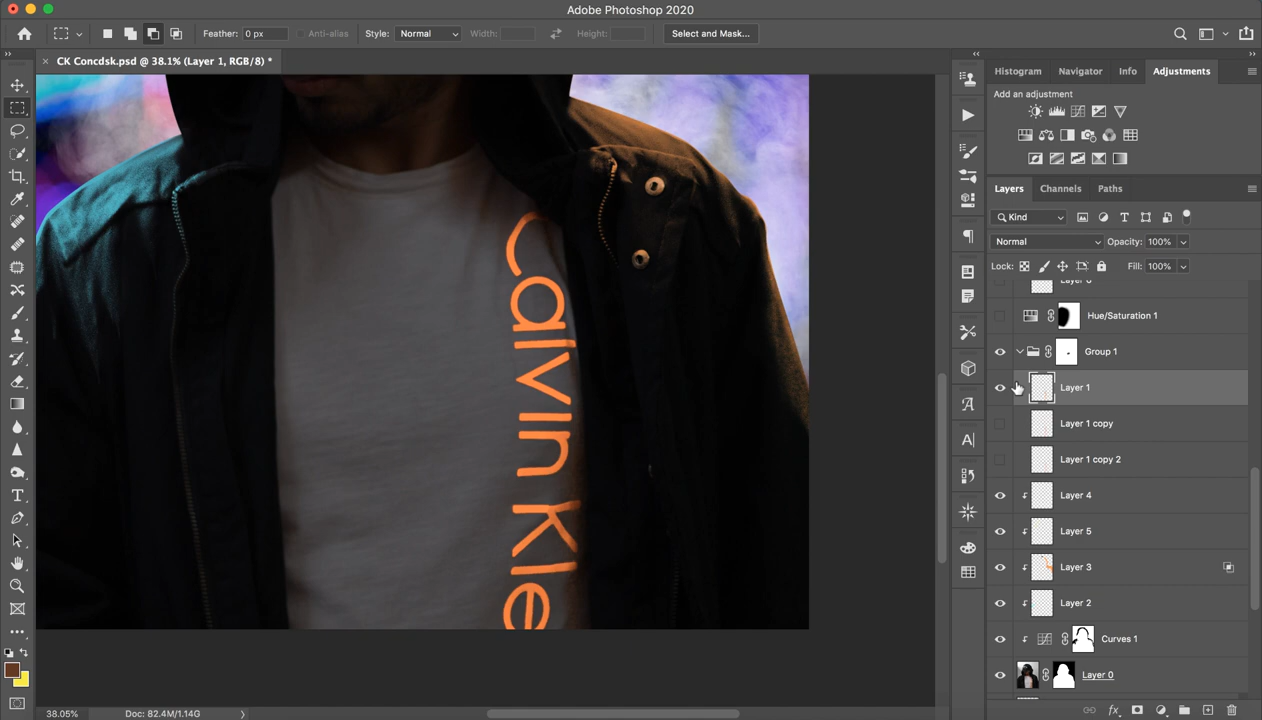 Adobe Photoshop 2020
Feather: 0 px Anti-alias Style: Normal Width: Height: Select and Mask...
CK Concdsk.psd @ 38.1% (Layer 1, RGB/8) *
Histogram Navigator Info Adjustments
Add an adjustment
Layers Channels Paths
Kind
Normal Opacity: 100%
Lock: Fill: 100%
Hue/Saturation 1
Group 1
Layer 1
Layer 1 copy
Layer 1 copy 2
Layer 4
Layer 5
Layer 3
Layer 2
Curves 1
Layer 0
Calvin Kle
38.05% Doc: 82.4M/1.14G